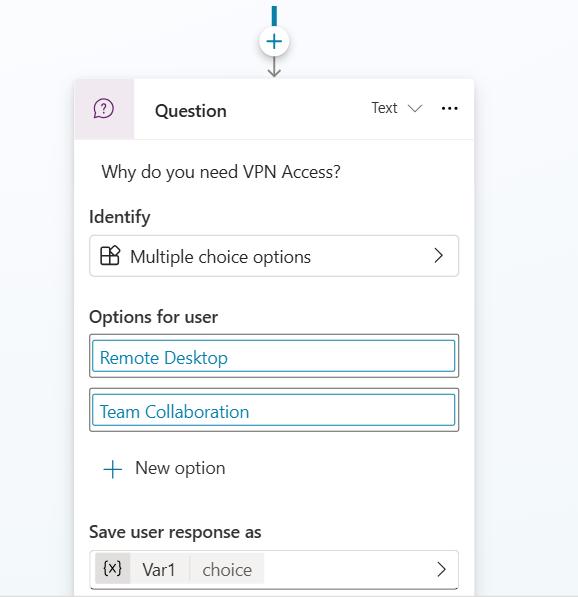 Question
Text
Why do you need VPN Access?
Identify
Multiple choice options
Options for user
Remote Desktop
Team Collaboration
New option
Save user response as
{x} Var1 choice